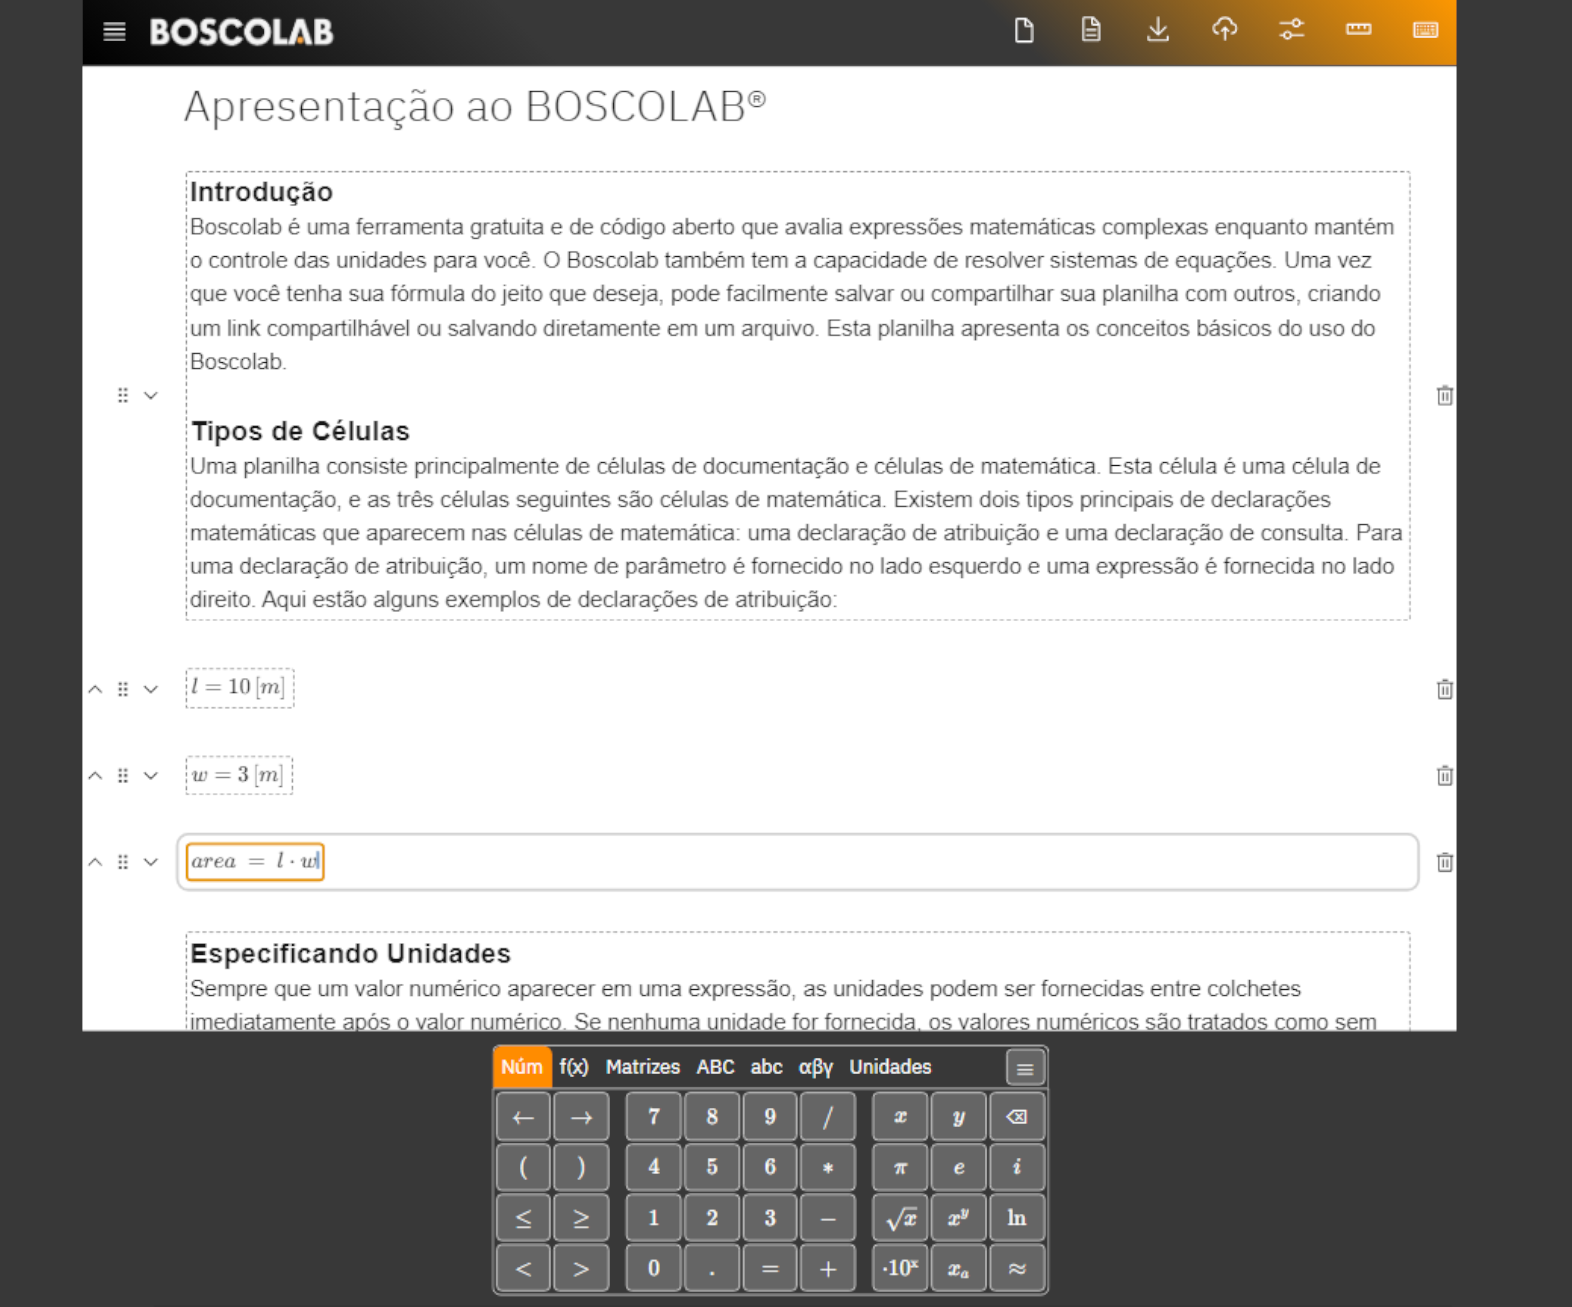 BOSCOLAB
Apresentação ao BOSCOLAB®
Introdução
Boscolab é uma ferramenta gratuita e de código aberto que avalia expressões matemáticas complexas enquanto mantém
o controle das unidades para você. O Boscolab também tem a capacidade de resolver sistemas de equações. Uma vez
que você tenha sua fórmula do jeito que deseja, pode facilmente salvar ou compartilhar sua planilha com outros, criando
um link compartilhável ou salvando diretamente em um arquivo. Esta planilha apresenta os conceitos básicos do uso do
Boscolab.
Tipos de Células
Uma planilha consiste principalmente de células de documentação e células de matemática. Esta célula é uma célula de
documentação, e as três células seguintes são células de matemática. Existem dois tipos principais de declarações
matemáticas que aparecem nas células de matemática: uma declaração de atribuição e uma declaração de consulta. Para
uma declaração de atribuição, um nome de parâmetro é fornecido no lado esquerdo e uma expressão é fornecida no lado
direito. Aqui estão alguns exemplos de declarações de atribuição:
l = 10 [m]
w = 3 [m]
area = l · w
Especificando Unidades
Sempre que um valor numérico aparecer em uma expressão, as unidades podem ser fornecidas entre colchetes
imediatamente após o valor numérico. Se nenhuma unidade for fornecida, os valores numéricos são tratados como sem
Núm f(x) Matrizes ABC abc αβγ Unidades
← → 7 8 9 / x y ⌫
( ) 4 5 6 * π e i
≤ ≥ 1 2 3 − √x x^y ln
< > 0 . = + ·10^x x_a ≈